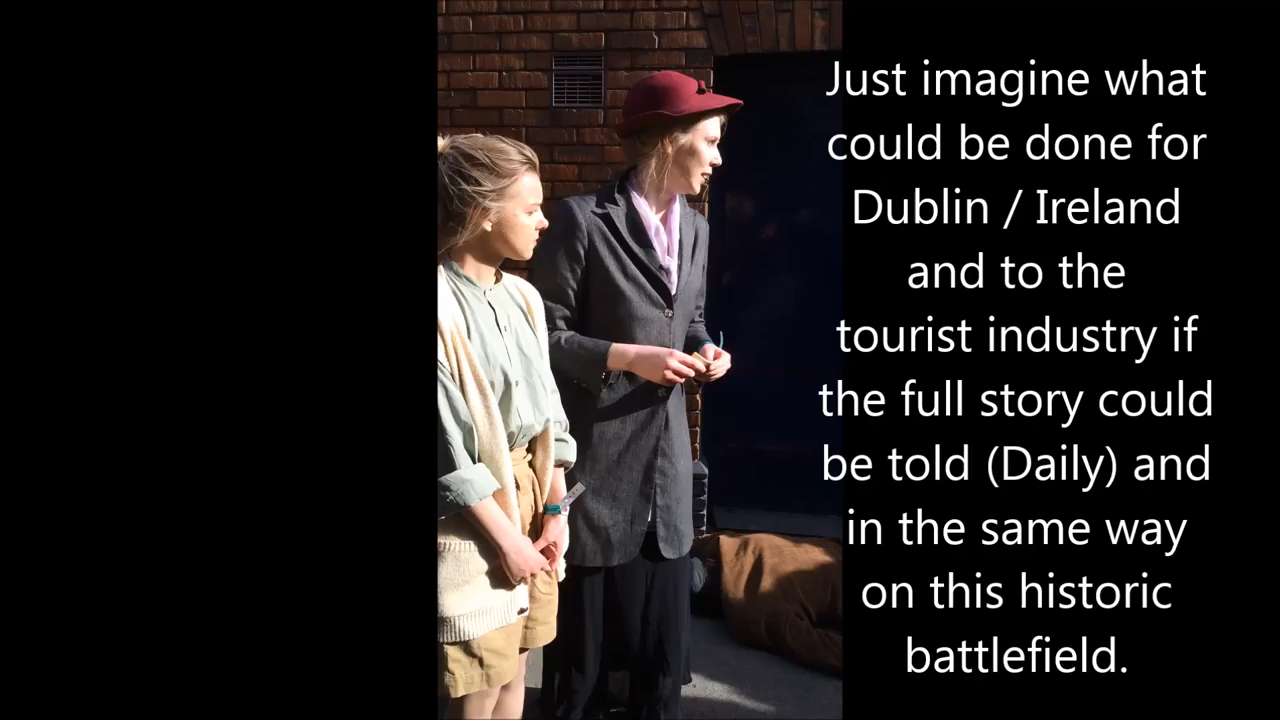 Just imagine what
could be done for
Dublin / Ireland
and to the
tourist industry if
the full story could
be told (Daily) and
in the same way
on this historic
battlefield.